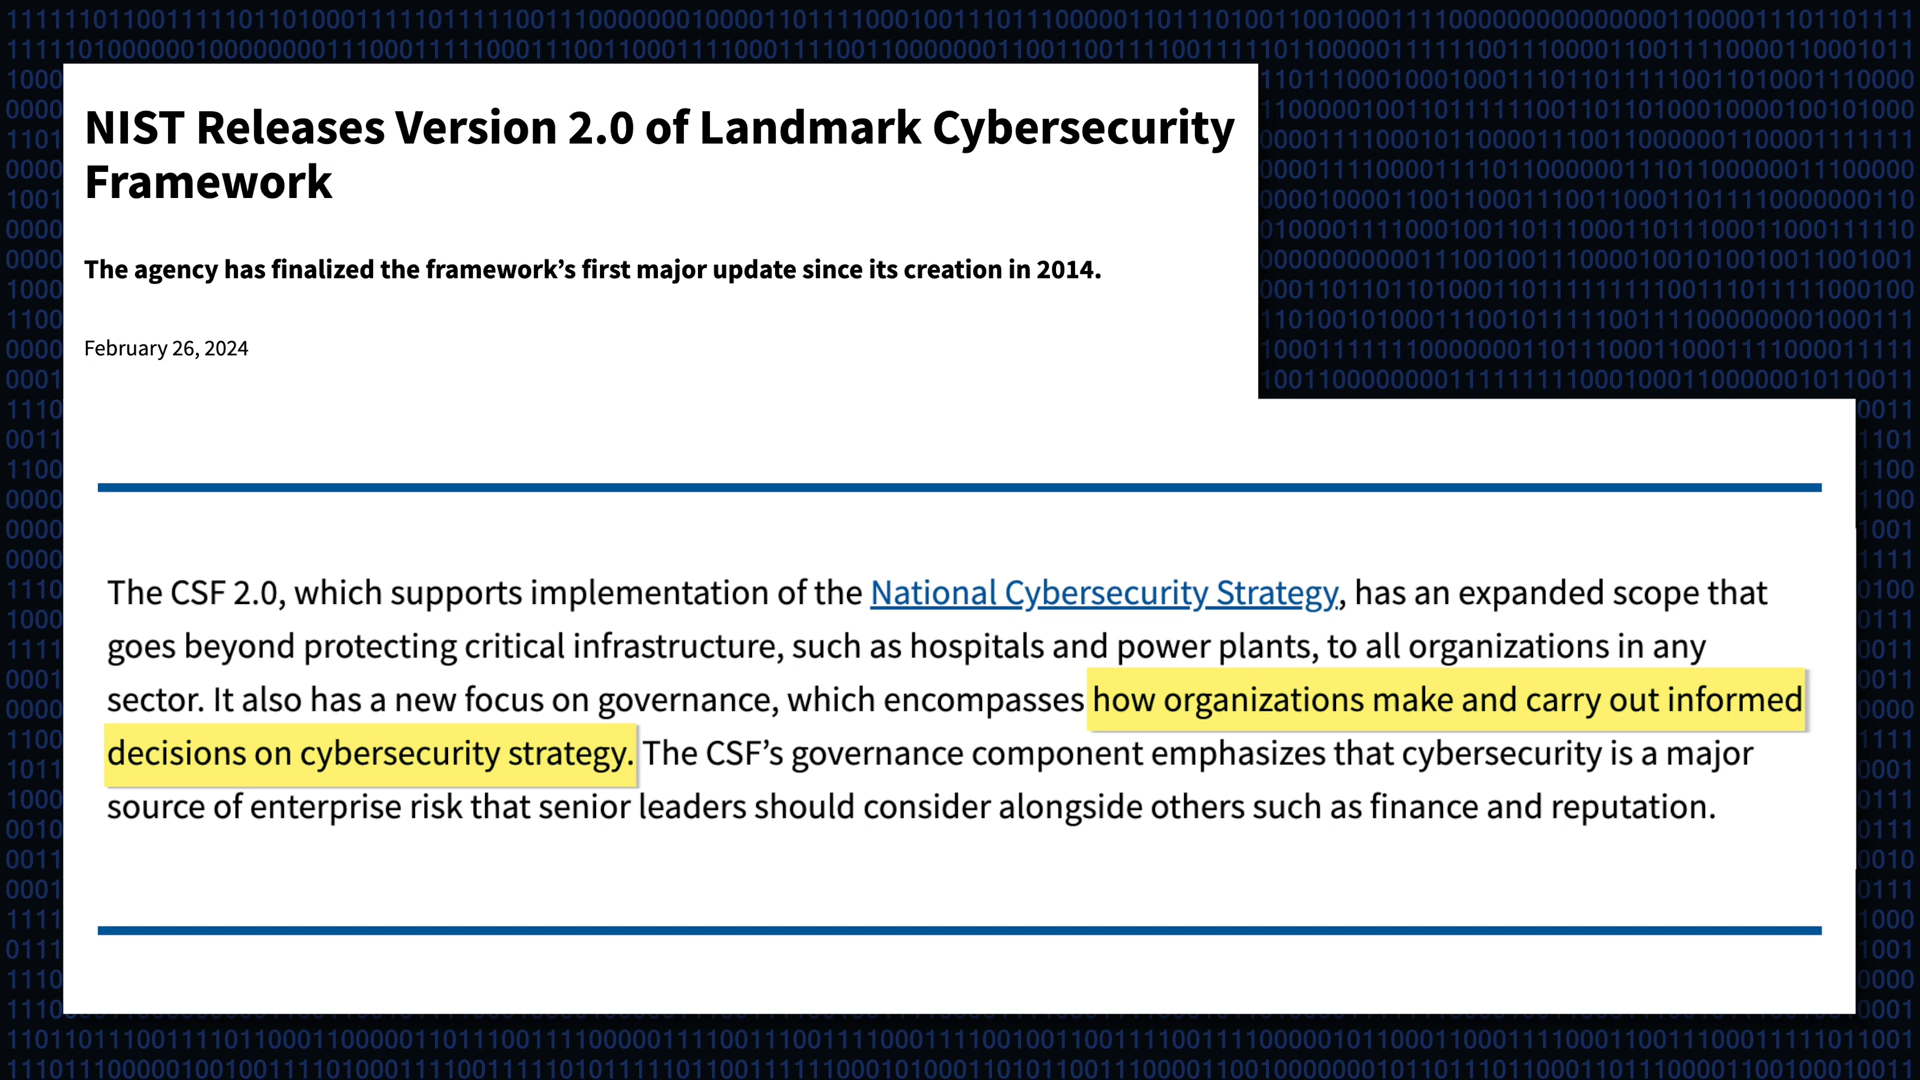 NIST Releases Version 2.0 of Landmark Cybersecurity
Framework
The agency has finalized the framework’s first major update since its creation in 2014.
February 26, 2024
The CSF 2.0, which supports implementation of the National Cybersecurity Strategy, has an expanded scope that
goes beyond protecting critical infrastructure, such as hospitals and power plants, to all organizations in any
sector. It also has a new focus on governance, which encompasses how organizations make and carry out informed
decisions on cybersecurity strategy. The CSF’s governance component emphasizes that cybersecurity is a major
source of enterprise risk that senior leaders should consider alongside others such as finance and reputation.